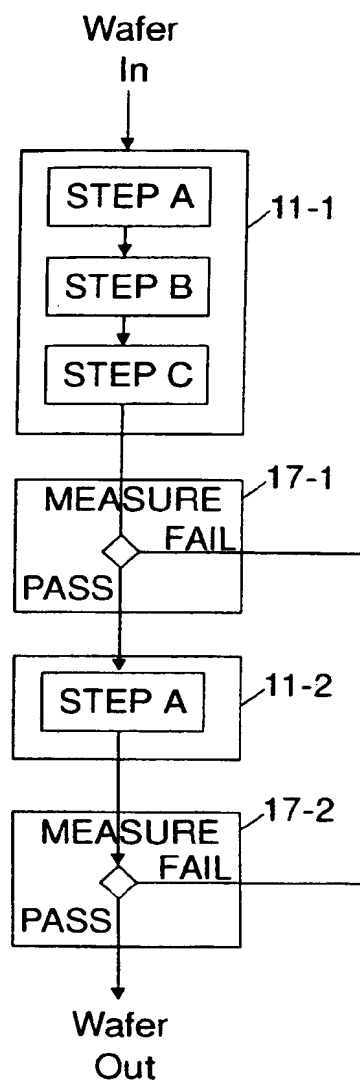 Wafer
In
STEP A
11-1
STEP B
STEP C
17-1
MEASURE
FAIL
PASS
11-2
STEP A
17-2
MEASURE
FAIL
PASS
Wafer
Out